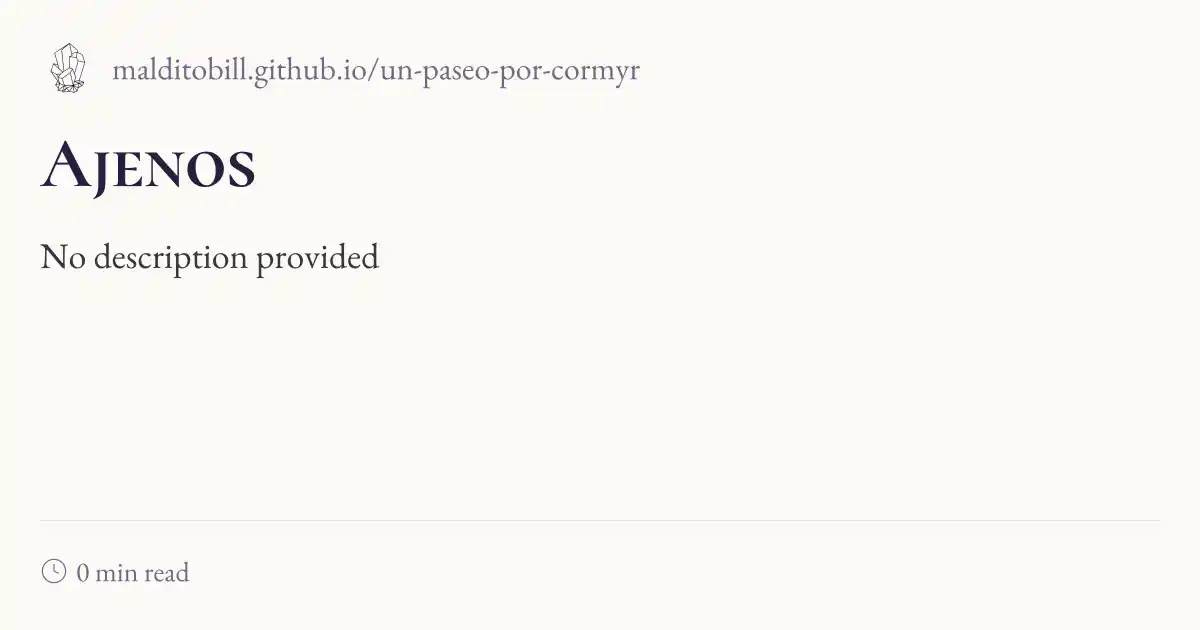 malditobill.github.io/un-paseo-por-cormyr
Ajenos
No description provided
0 min read